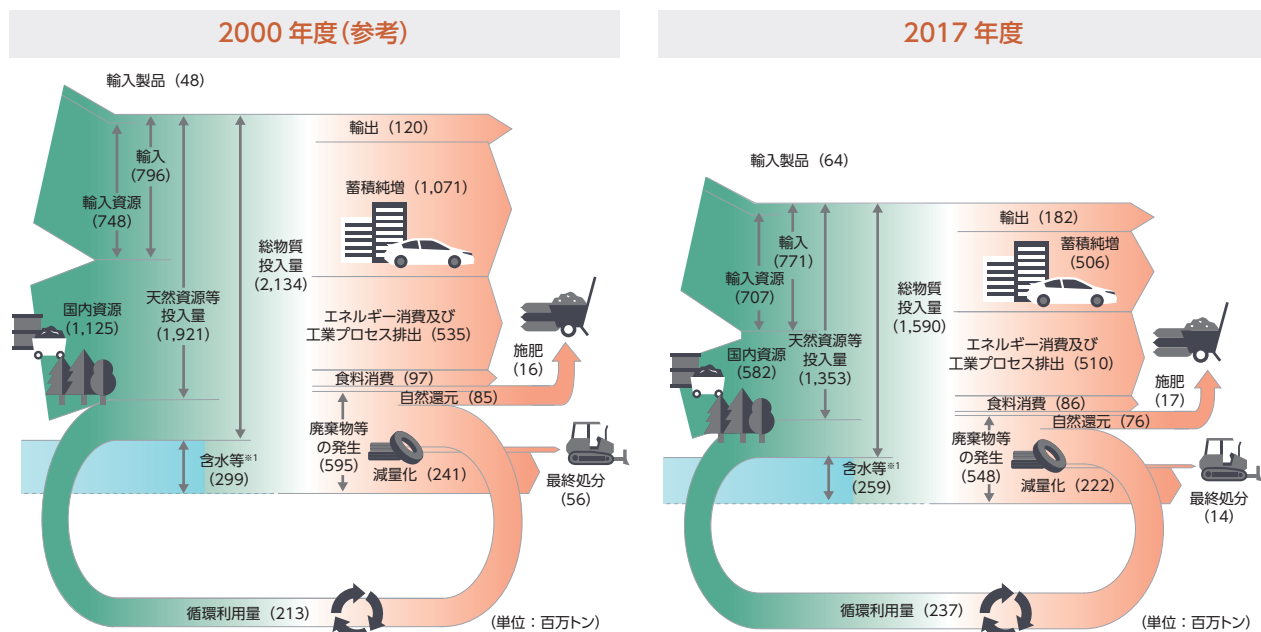 2000 年度(参考)
輸入製品（48）
輸入
（796）
輸入資源
（748）
国内資源
（1,125）
天然資源等
投入量
（1,921）
総物質
投入量
（2,134）
含水等※1
（299）
輸出（120）
蓄積純増（1,071）
エネルギー消費及び
工業プロセス排出（535）
食料消費（97）
自然還元（85）
施肥
（16）
廃棄物等
の発生
（595）
減量化（241）
最終処分
（56）
循環利用量（213）
（単位：百万トン）
2017 年度
輸入製品（64）
輸入
（771）
輸入資源
（707）
国内資源
（582）
天然資源等
投入量
（1,353）
総物質
投入量
（1,590）
含水等※1
（259）
輸出（182）
蓄積純増
（506）
エネルギー消費及び
工業プロセス排出（510）
食料消費（86）
自然還元（76）
施肥
（17）
廃棄物等
の発生
（548）
減量化（222）
最終処分
（14）
循環利用量（237）
（単位：百万トン）